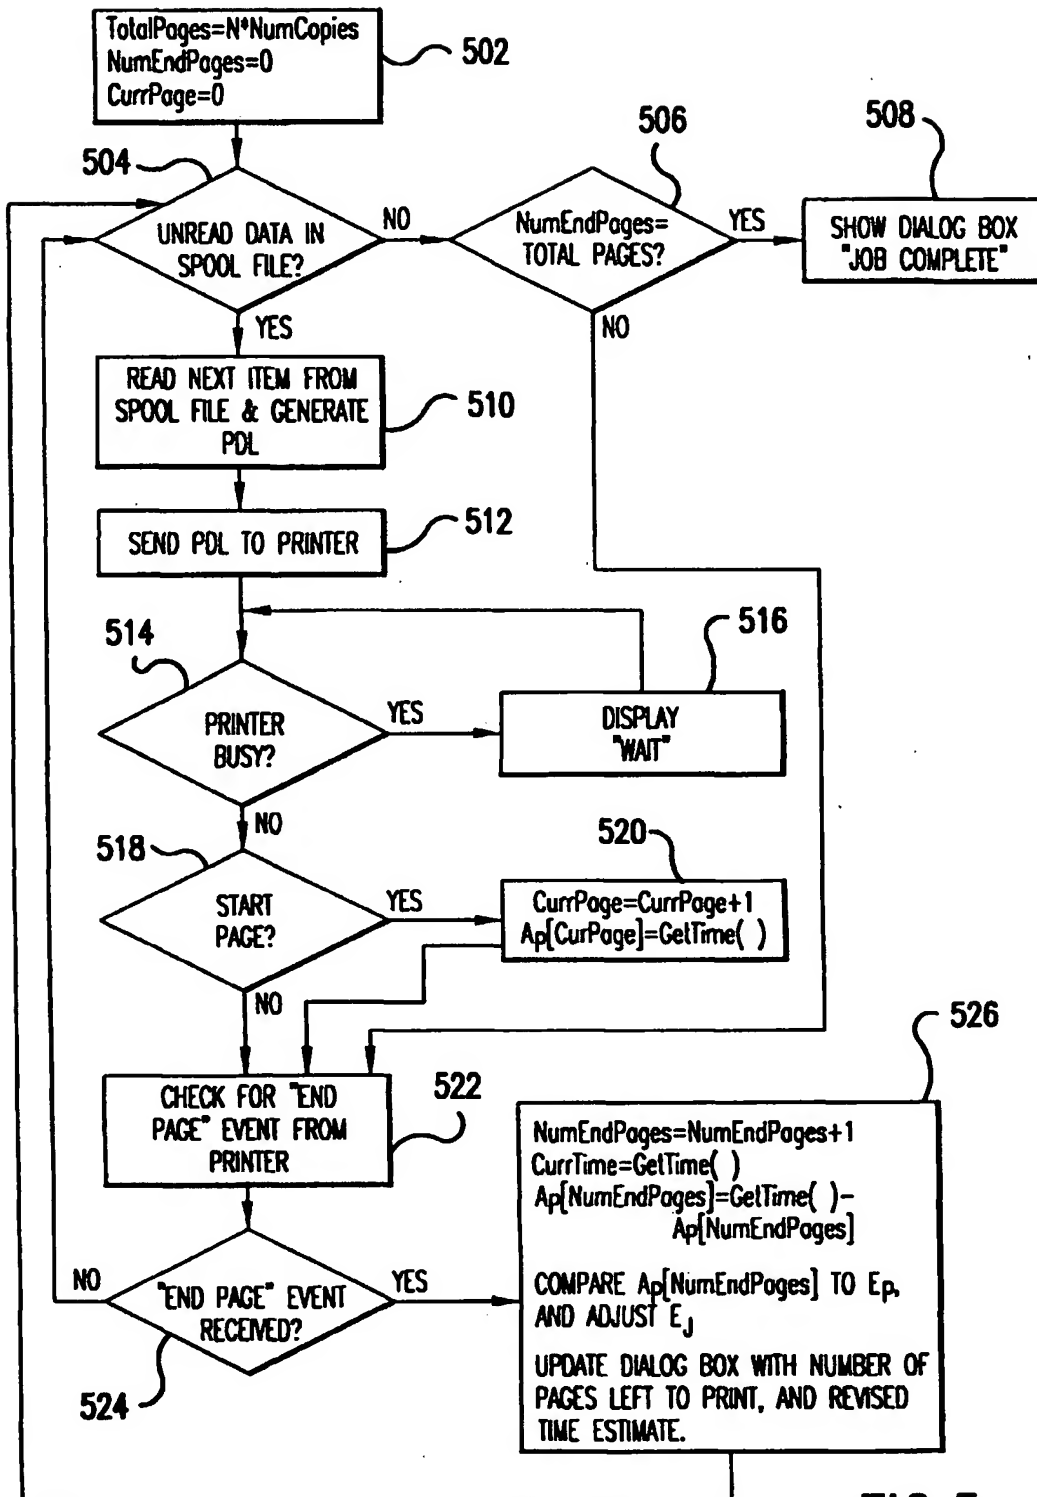 TotalPages=N*NumCopies
NumEndPages=0
CurrPage=0
502
504
UNREAD DATA IN
SPOOL FILE?
NO
YES
506
NumEndPages=
TOTAL PAGES?
YES
NO
508
SHOW DIALOG BOX
"JOB COMPLETE"
READ NEXT ITEM FROM
SPOOL FILE & GENERATE
PDL
510
SEND PDL TO PRINTER
512
514
PRINTER
BUSY?
YES
NO
516
DISPLAY
"WAIT"
518
START
PAGE?
YES
NO
520
CurrPage=CurrPage+1
Ap[CurPage]=GetTime( )
CHECK FOR "END
PAGE" EVENT FROM
PRINTER
522
"END PAGE" EVENT
RECEIVED?
NO
YES
524
526
NumEndPages=NumEndPages+1
CurrTime=GetTime( )
Ap[NumEndPages]=GetTime( )-
Ap[NumEndPages]
COMPARE Ap[NumEndPages] TO Ep,
AND ADJUST EJ
UPDATE DIALOG BOX WITH NUMBER OF
PAGES LEFT TO PRINT, AND REVISED
TIME ESTIMATE.